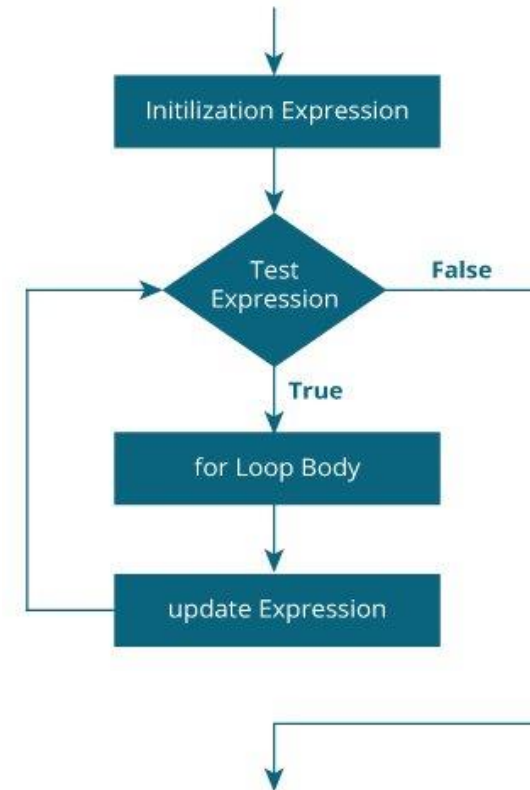 Initilization Expression
Test
Expression
False
True
for Loop Body
update Expression